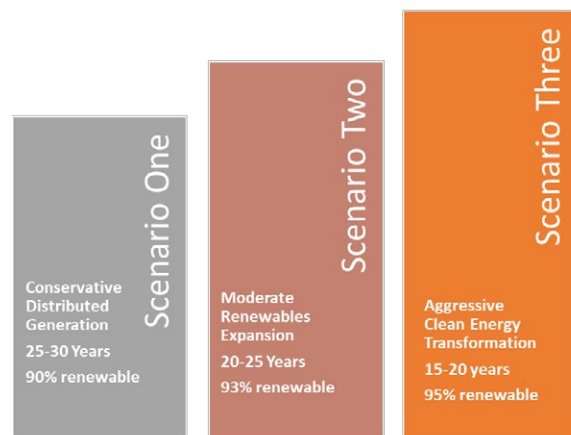 Scenario One
Conservative
Distributed
Generation
25-30 Years
90% renewable
Scenario Two
Moderate
Renewables
Expansion
20-25 Years
93% renewable
Scenario Three
Aggressive
Clean Energy
Transformation
15-20 years
95% renewable